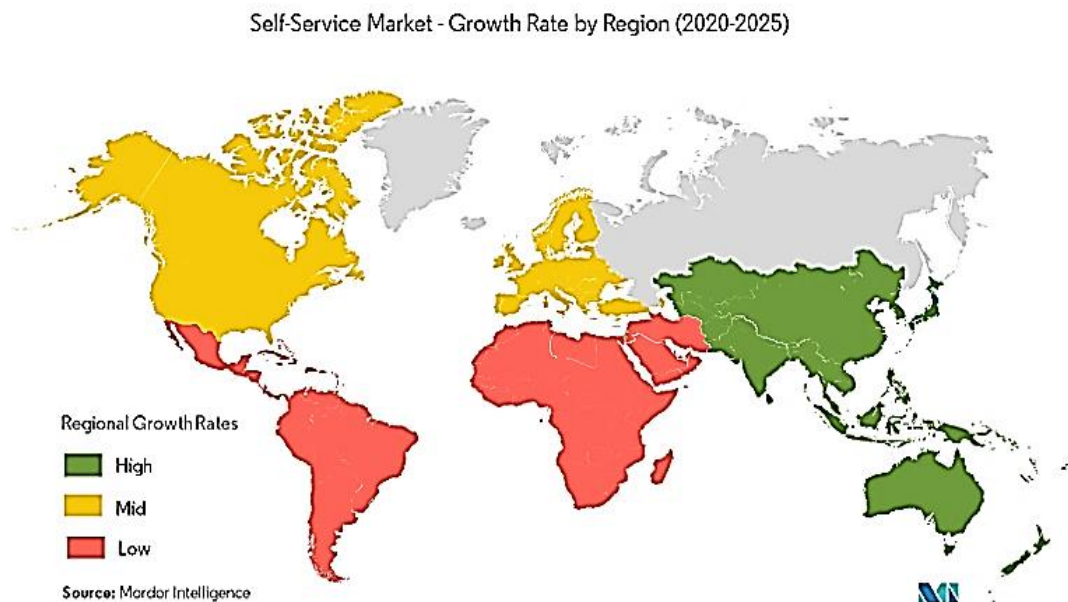 Self-Service Market - Growth Rate by Region (2020-2025)
Regional Growth Rates
High
Mid
Low
Source: Mordor Intelligence